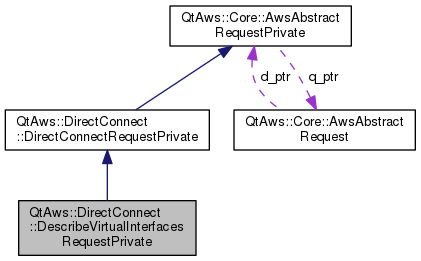 QtAws::Core::AwsAbstract
RequestPrivate
d_ptr
q_ptr
QtAws::DirectConnect
::DirectConnectRequestPrivate
QtAws::Core::AwsAbstract
Request
QtAws::DirectConnect
::DescribeVirtualInterfaces
RequestPrivate